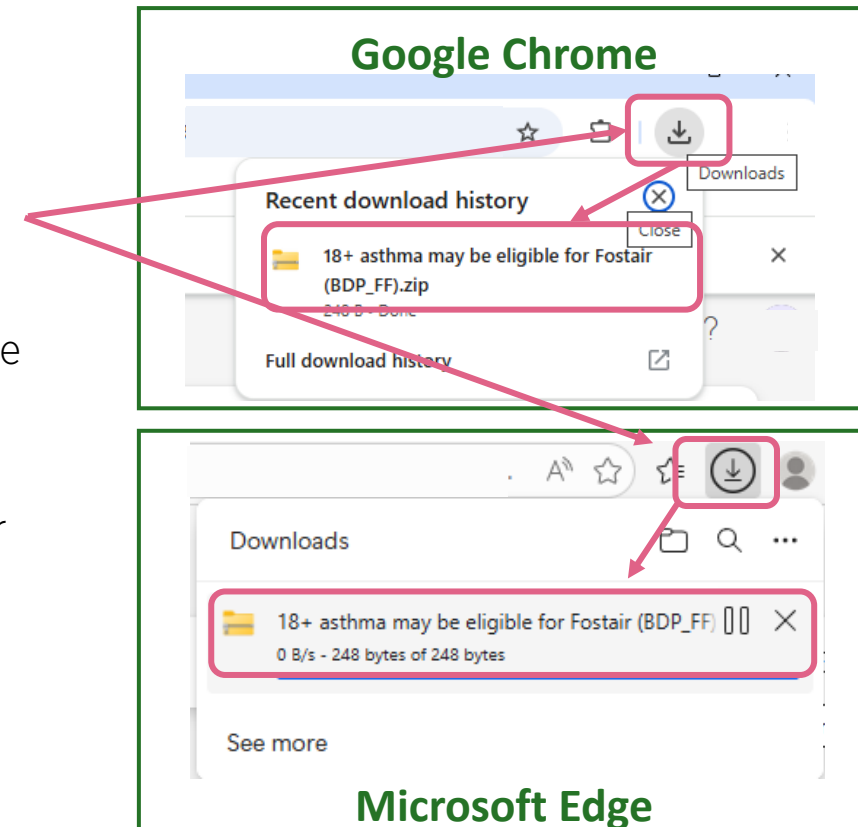 Google Chrome
Downloads
Recent download history
Close
18+ asthma may be eligible for Fostair
(BDP_FF).zip
248 B • Done
?
Full download history
e
r
A
Downloads
18+ asthma may be eligible for Fostair (BDP_FF)
0 B/s - 248 bytes of 248 bytes
See more
Microsoft Edge